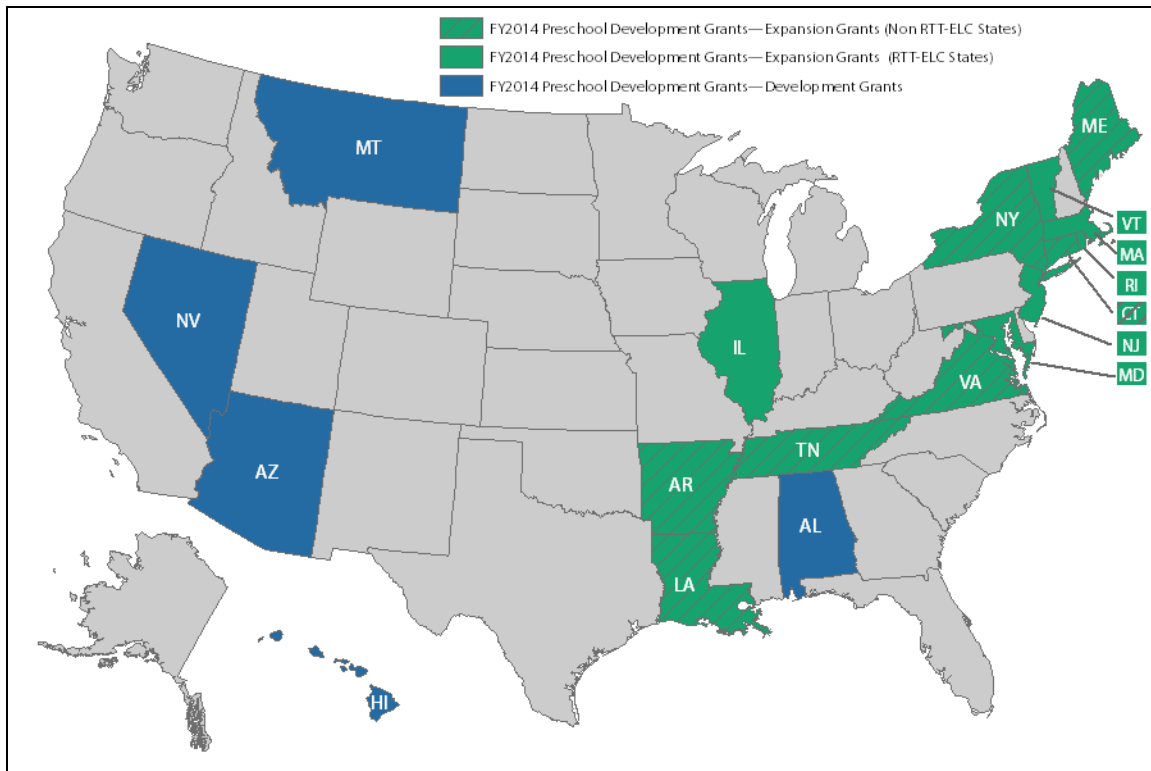 FY2014 Preschool Development Grants—Expansion Grants (Non RTT-ELC States)
FY2014 Preschool Development Grants—Expansion Grants (RTT-ELC States)
FY2014 Preschool Development Grants—Development Grants
ME
MT
VT
NY
MA
RI
CT
NV
NJ
IL
MD
VA
TN
AZ
AR
AL
LA
HI